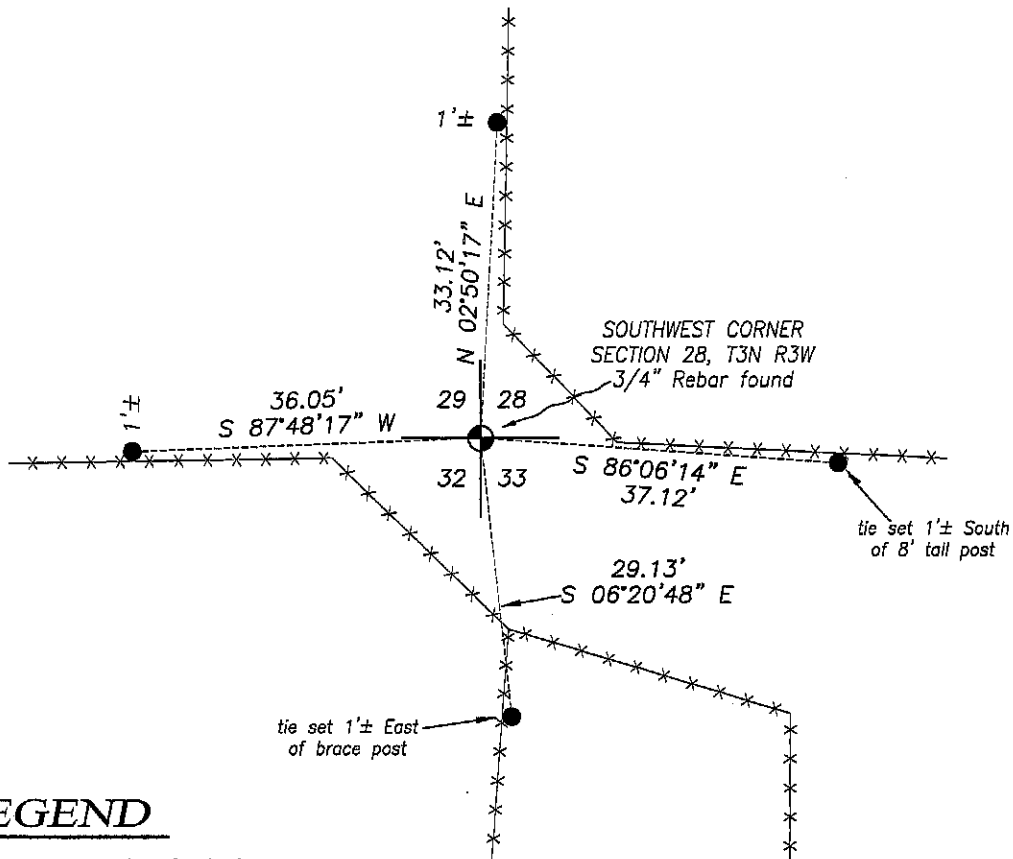 1'±
33.12'
N 02°50'17" E
SOUTHWEST CORNER
SECTION 28, T3N R3W
3/4" Rebar found
1'±
36.05'
S 87°48'17" W
29 28
32 33
S 86°06'14" E
37.12'
tie set 1'± South
of 8' tall post
29.13'
S 06°20'48" E
tie set 1'± East
of brace post
EGEND